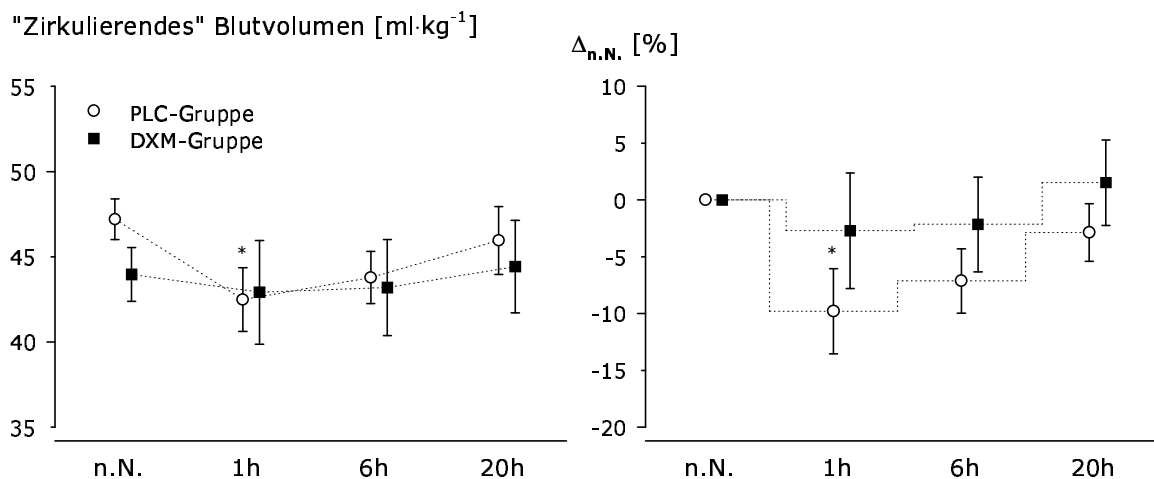 "Zirkulierendes" Blutvolumen [ml·kg⁻¹]
55
50
45
40
35
PLC-Gruppe
DXM-Gruppe
*
n.N. 1h 6h 20h
Δn.N. [%]
10
5
0
-5
-10
-15
-20
*
n.N. 1h 6h 20h